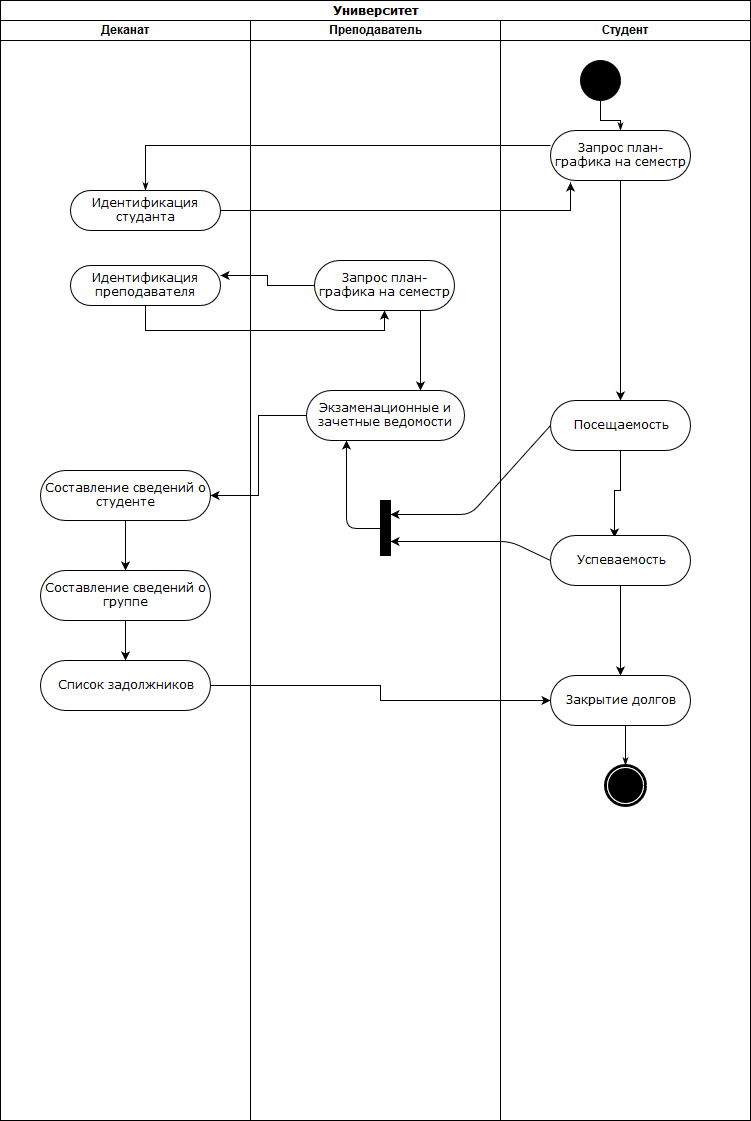 Университет
Деканат
Преподаватель
Студент
Запрос план-
графика на семестр
Идентификация
студанта
Идентификация
преподавателя
Запрос план-
графика на семестр
Экзаменационные и
зачетные ведомости
Посещаемость
Составление сведений о
студенте
Успеваемость
Составление сведений о
группе
Список задолжников
Закрытие долгов